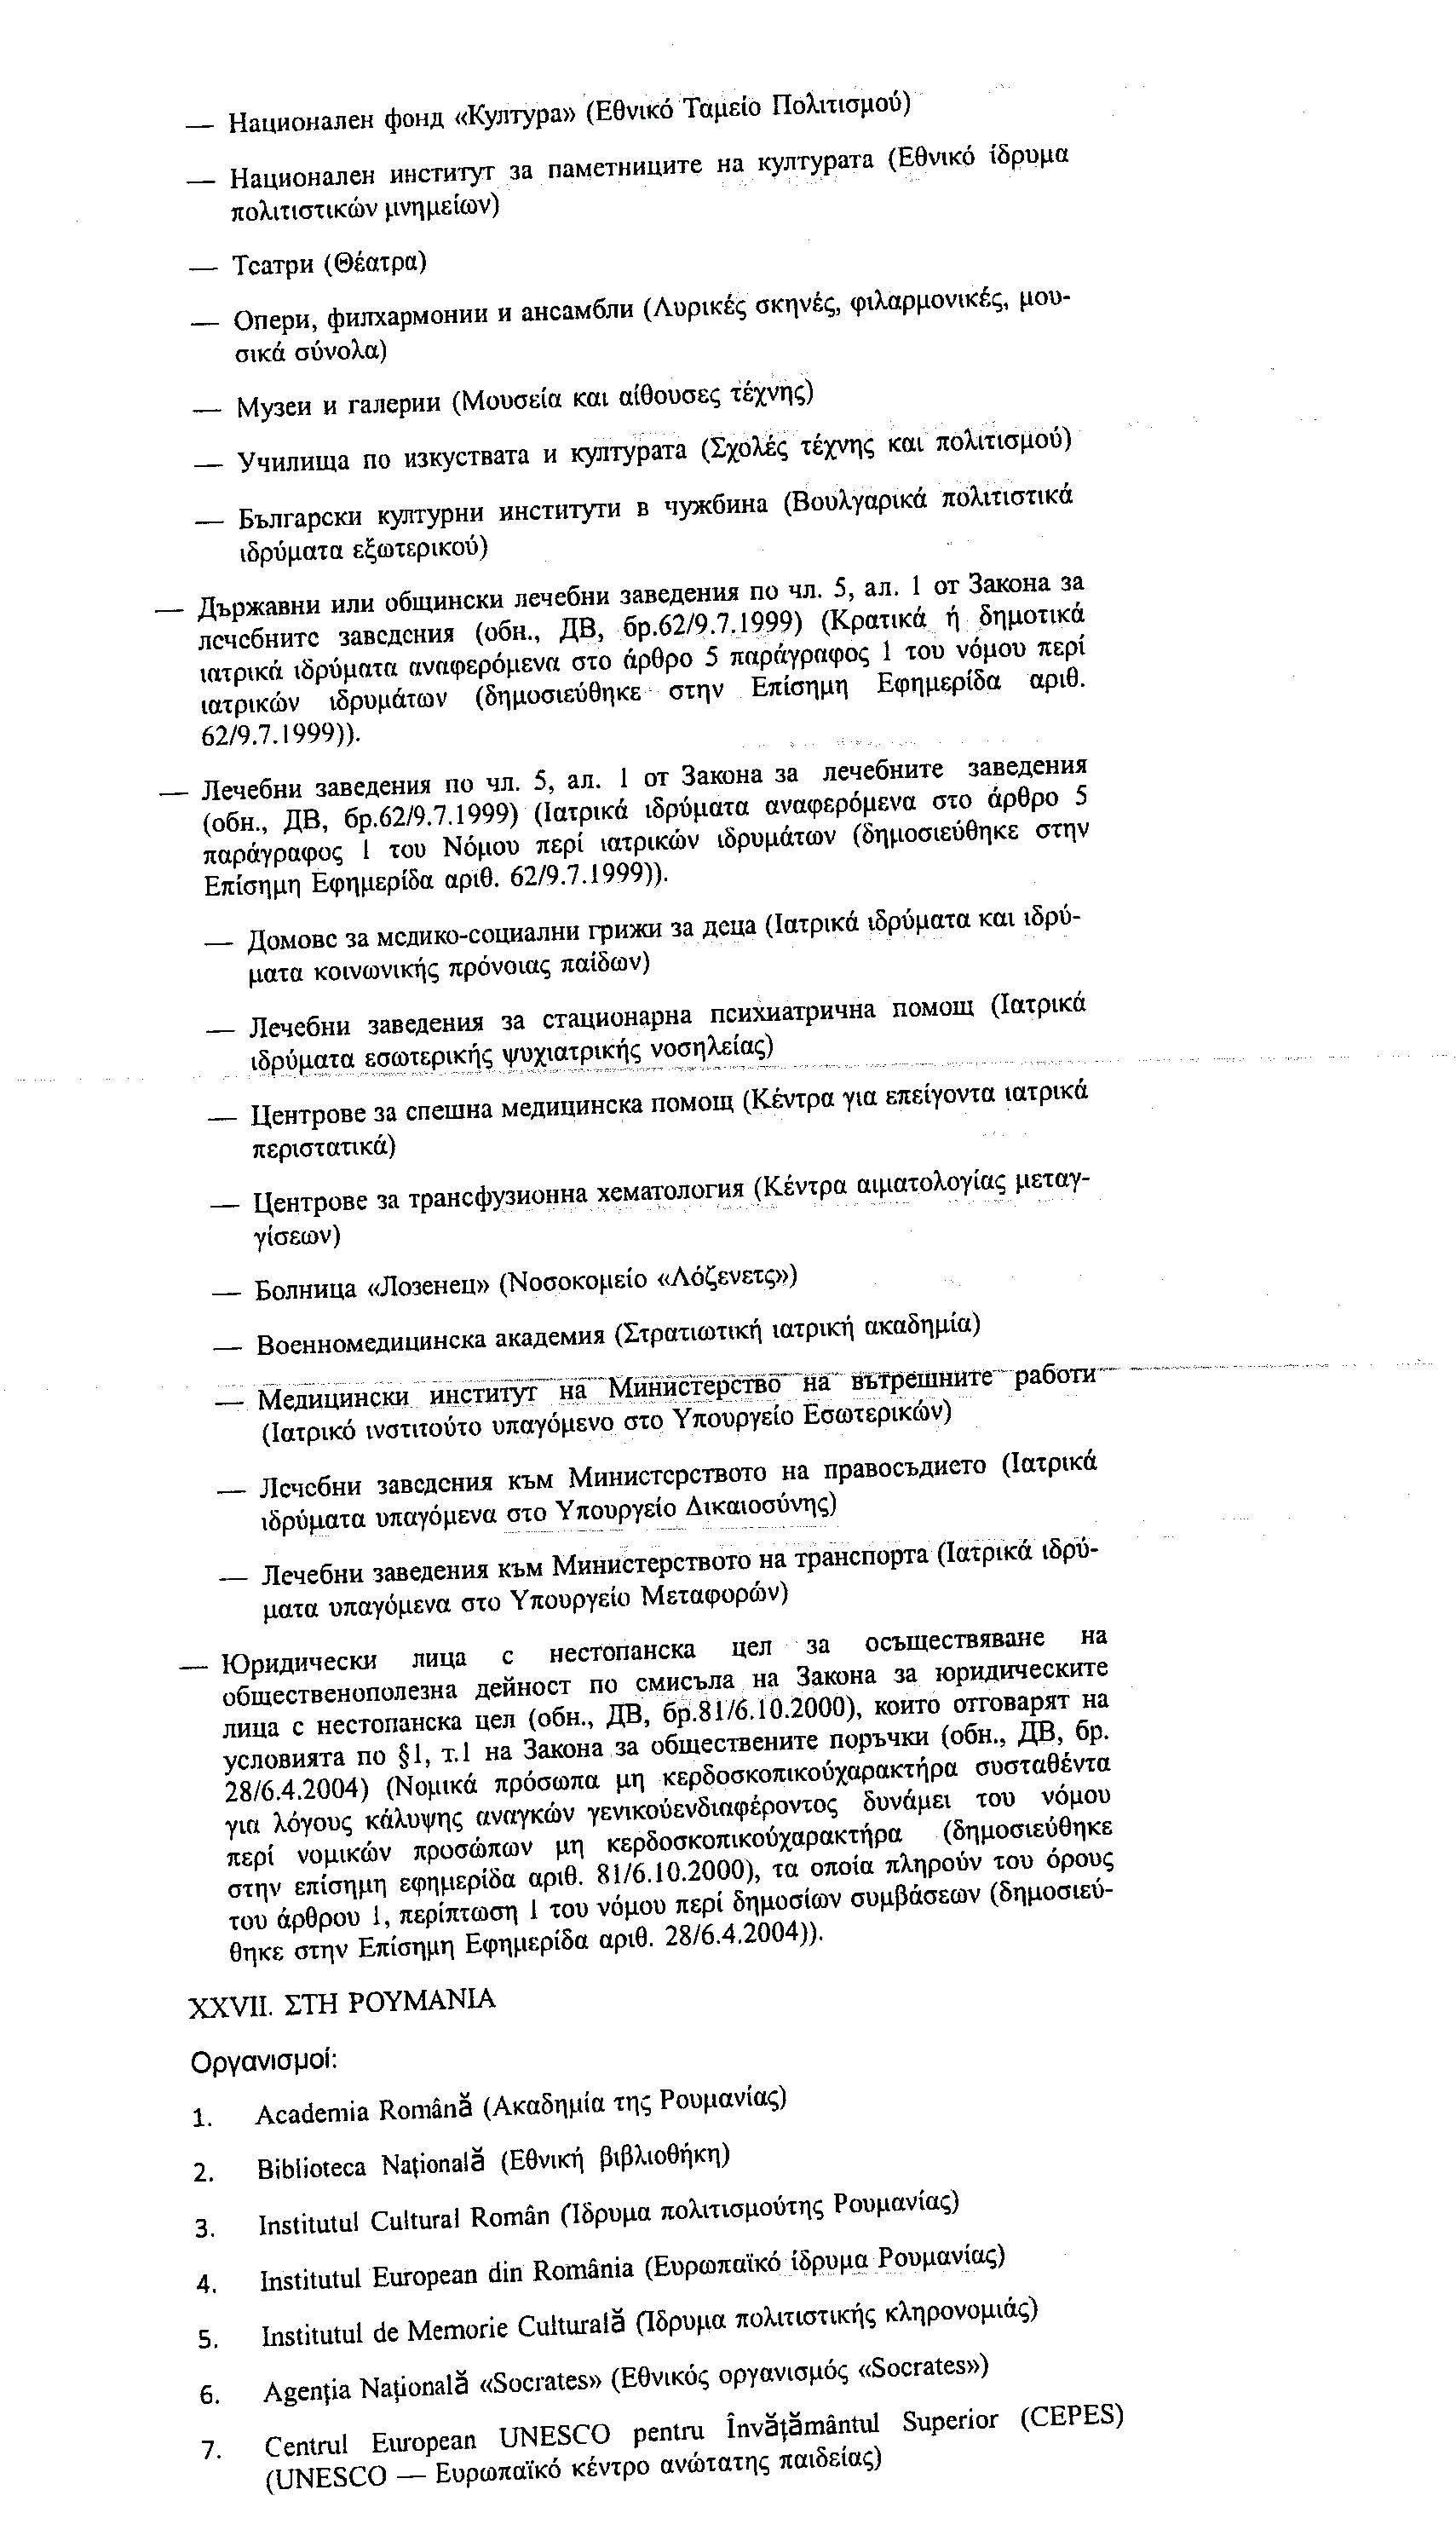 — Национален фонд «Култура» (Εθνικό Ταμείο Πολιτισμού)
— Национален институт за паметниците на културата (Εθνικό ίδρυμα
πολιτιστικών μνημείων)
— Театри (Θέατρα)
— Опери, филхармонии и ансамбли (Λυρικές σκηνές, φιλαρμονικές, μου-
σικά σύνολα)
— Музеи и галерии (Μουσεία και αίθουσες τέχνης)
— Училища по изкуствата и културата (Σχολές τέχνης και πολιτισμού)
— Български културни институти в чужбина (Βουλγαρικά πολιτιστικά
ιδρύματα εξωτερικού)
— Държавни или общински лечебни заведения по чл. 5, ал. 1 от Закона за
лечебните заведения (обн., ДВ, бр.62/9.7.1999) (Κρατικά ή δημοτικά
ιατρικά ιδρύματα αναφερόμενα στο άρθρο 5 παράγραφος 1 του νόμου περί
ιατρικών ιδρυμάτων (δημοσιεύθηκε στην Επίσημη Εφημερίδα αριθ.
62/9.7.1999)).
— Лечебни заведения по чл. 5, ал. 1 от Закона за лечебните заведения
(обн., ДВ, бр.62/9.7.1999) (Ιατρικά ιδρύματα αναφερόμενα στο άρθρο 5
παράγραφος 1 του Νόμου περί ιατρικών ιδρυμάτων (δημοσιεύθηκε στην
Επίσημη Εφημερίδα αριθ. 62/9.7.1999)).
— Домове за медико-социални грижи за деца (Ιατρικά ιδρύματα και ιδρύ-
ματα κοινωνικής πρόνοιας παίδων)
— Лечебни заведения за стационарна психиатрична помощ (Ιατρικά
ιδρύματα εσωτερικής ψυχιατρικής νοσηλείας)
— Центрове за спешна медицинска помощ (Κέντρα για επείγοντα ιατρικά
περιστατικά)
— Центрове за трансфузионна хематология (Κέντρα αιματολογίας μεταγ-
γίσεων)
— Болница «Лозенец» (Νοσοκομείο «Λόζενετς»)
— Военномедицинска академия (Στρατιωτική ιατρική ακαδημία)
— Медицински институт на Министерство на вътрешните работи
(Ιατρικό ινστιτούτο υπαγόμενο στο Υπουργείο Εσωτερικών)
— Лечебни заведения към Министерството на правосъдието (Ιατρικά
ιδρύματα υπαγόμενα στο Υπουργείο Δικαιοσύνης)
— Лечебни заведения към Министерството на транспорта (Ιατρικά ιδρύ-
ματα υπαγόμενα στο Υπουργείο Μεταφορών)
— Юридически лица с нестопанска цел за осъществяване на
общественополезна дейност по смисъла на Закона за юридическите
лица с нестопанска цел (обн., ДВ, бр.81/6.10.2000), които отговарят на
условията по §1, т.1 на Закона за обществените поръчки (обн., ДВ, бр.
28/6.4.2004) (Νομικά πρόσωπα μη κερδοσκοπικούχαρακτήρα συσταθέντα
για λόγους κάλυψης αναγκών γενικούενδιαφέροντος δυνάμει του νόμου
περί νομικών προσώπων μη κερδοσκοπικούχαρακτήρα (δημοσιεύθηκε
στην επίσημη εφημερίδα αριθ. 81/6.10.2000), τα οποία πληρούν του όρους
του άρθρου 1, περίπτωση 1 του νόμου περί δημοσίων συμβάσεων (δημοσιεύ-
θηκε στην Επίσημη Εφημερίδα αριθ. 28/6.4.2004)).
XXVII. ΣΤΗ ΡΟΥΜΑΝΙΑ
Οργανισμοί:
1. Academia Română (Ακαδημία της Ρουμανίας)
2. Biblioteca Națională (Εθνική βιβλιοθήκη)
3. Institutul Cultural Român (Ίδρυμα πολιτισμούτης Ρουμανίας)
4. Institutul European din România (Ευρωπαϊκό ίδρυμα Ρουμανίας)
5. Institutul de Memorie Culturală (Ίδρυμα πολιτιστικής κληρονομιάς)
6. Agenția Națională «Socrates» (Εθνικός οργανισμός «Socrates»)
7. Centrul European UNESCO pentru Învățământul Superior (CEPES)
(UNESCO — Ευρωπαϊκό κέντρο ανώτατης παιδείας)